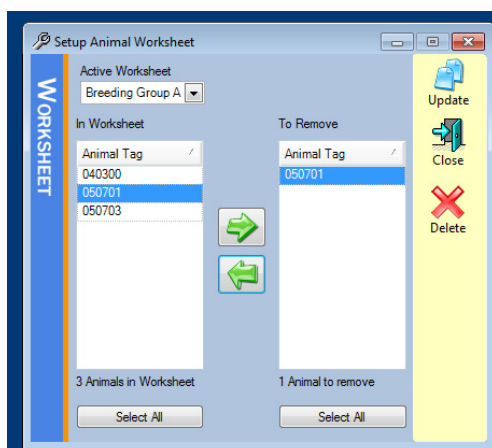 Setup Animal Worksheet
WORKSHEET
Active Worksheet
Breeding Group A
In Worksheet
Animal Tag
040300
050701
050703
3 Animals in Worksheet
Select All
To Remove
Animal Tag
050701
1 Animal to remove
Select All
Update
Close
Delete